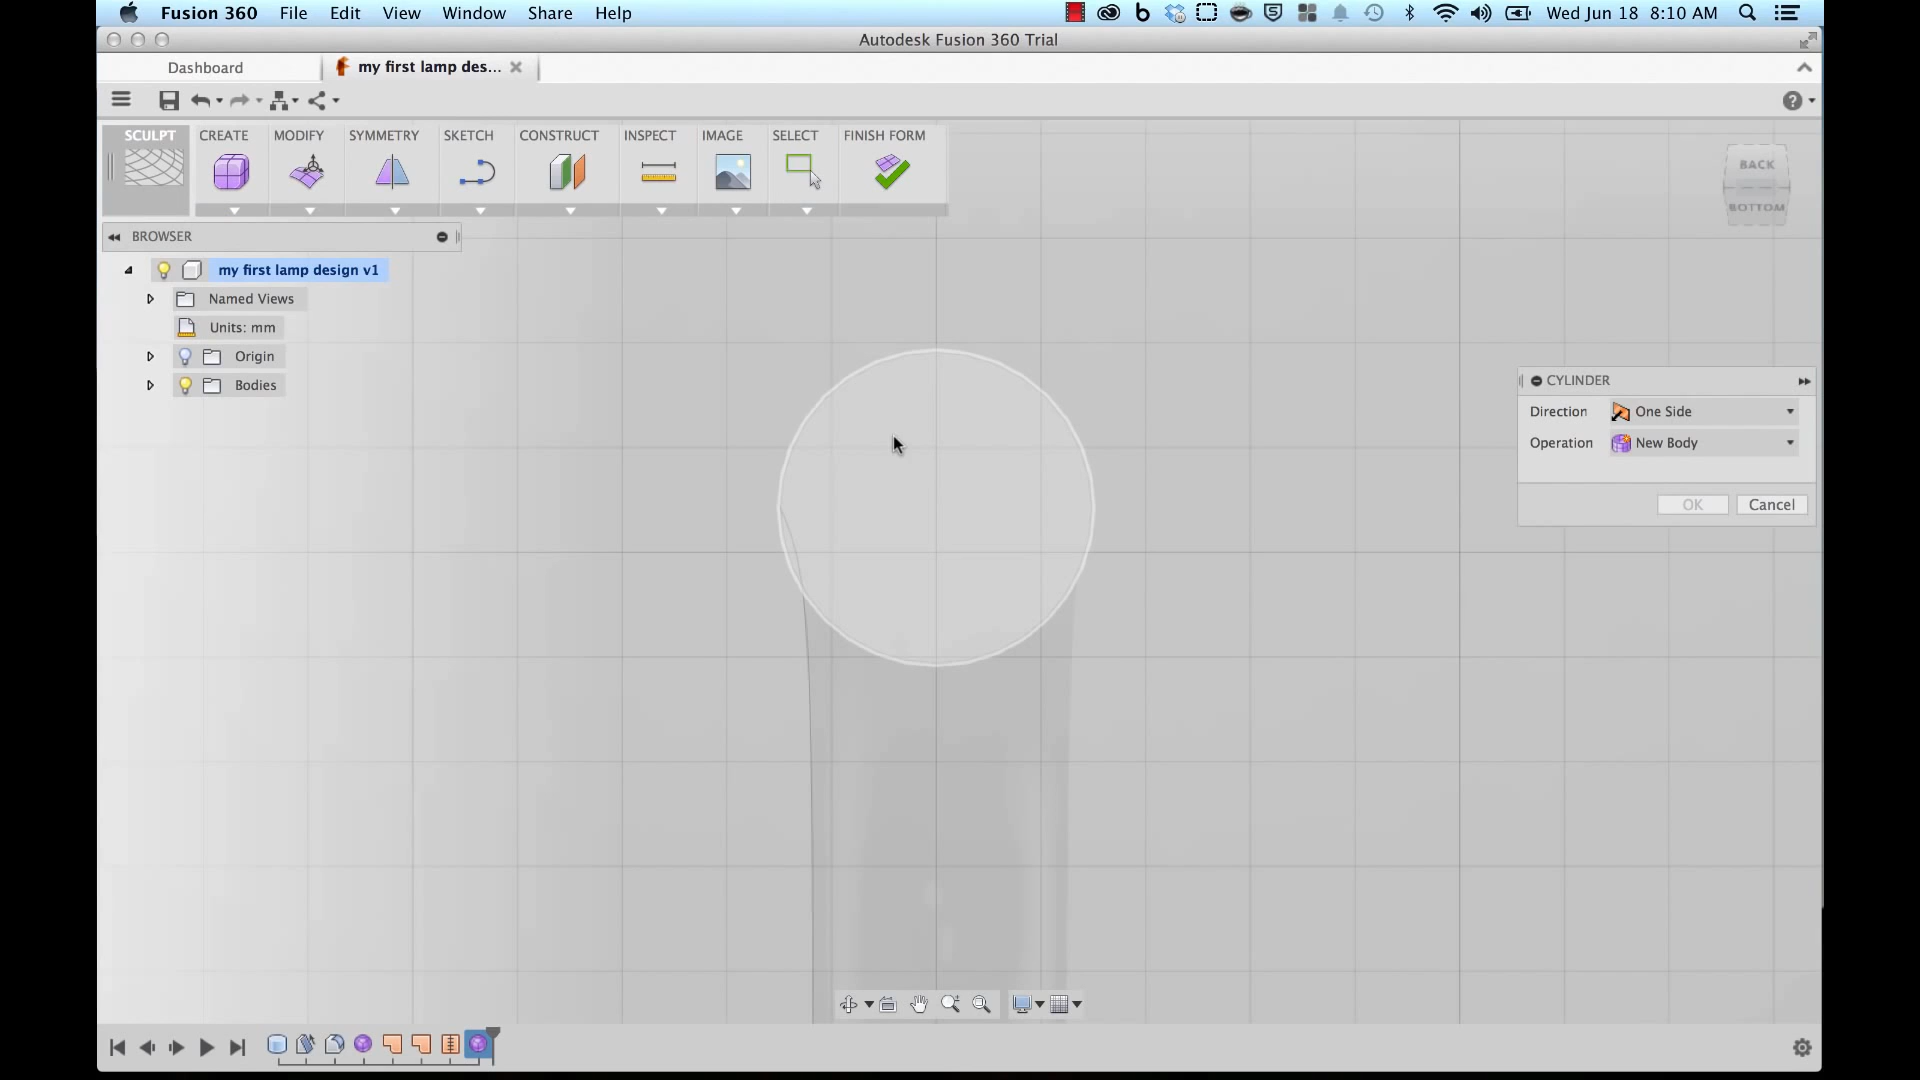 Fusion 360 File Edit View Window Share Help Wed Jun 18 8:10 AM
Autodesk Fusion 360 Trial
Dashboard my first lamp des...
SCULPT CREATE MODIFY SYMMETRY SKETCH CONSTRUCT INSPECT IMAGE SELECT FINISH FORM
BACK
BOTTOM
BROWSER
my first lamp design v1
Named Views
Units: mm
Origin
Bodies
CYLINDER
Direction One Side
Operation New Body
OK Cancel